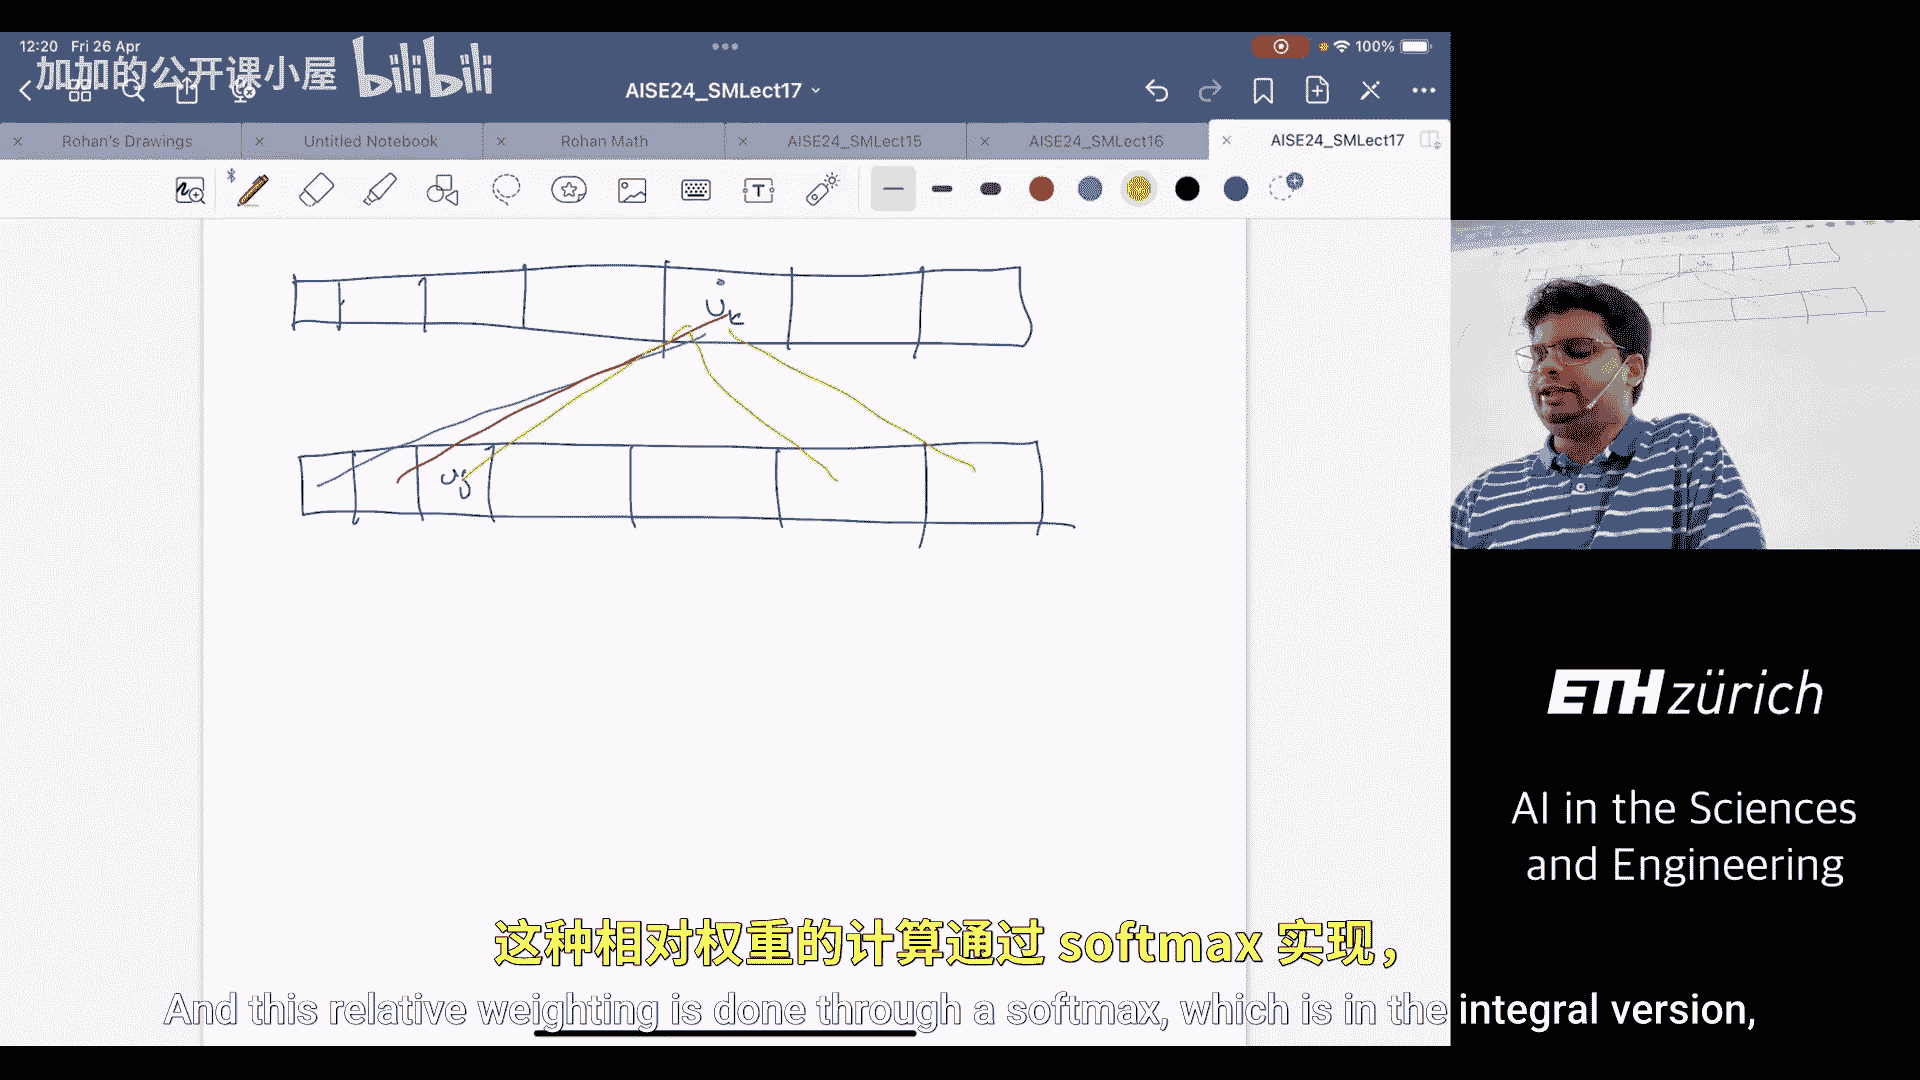 12:20 Fri 26 Apr
100%
加加的公开课小屋 bilibili
AISE24_SMLect17
Rohan's Drawings
Untitled Notebook
Rohan Math
AISE24_SMLect15
AISE24_SMLect16
AISE24_SMLect17
T
u_k
u_j
ETH zürich
AI in the Sciences
and Engineering
这种相对权重的计算通过 softmax 实现，
And this relative weighting is done through a softmax, which is in the integral version,